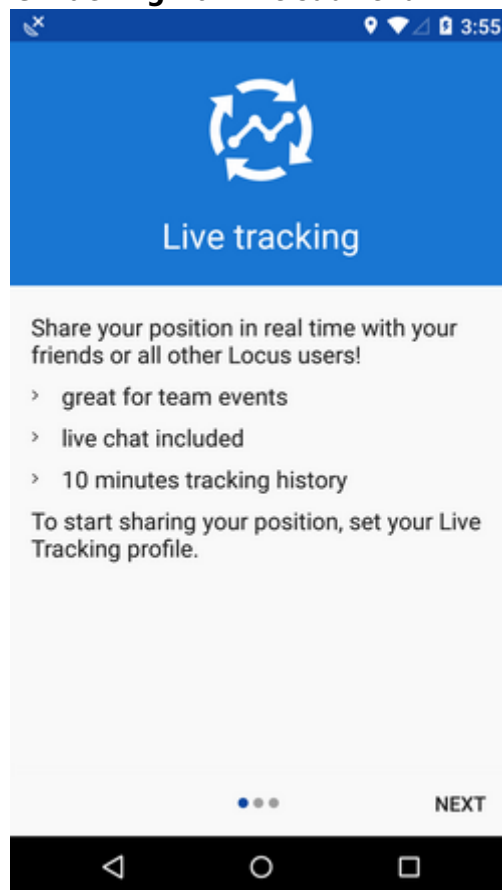 3:55
Live tracking
Share your position in real time with your
friends or all other Locus users!
> great for team events
> live chat included
> 10 minutes tracking history
To start sharing your position, set your Live
Tracking profile.
NEXT